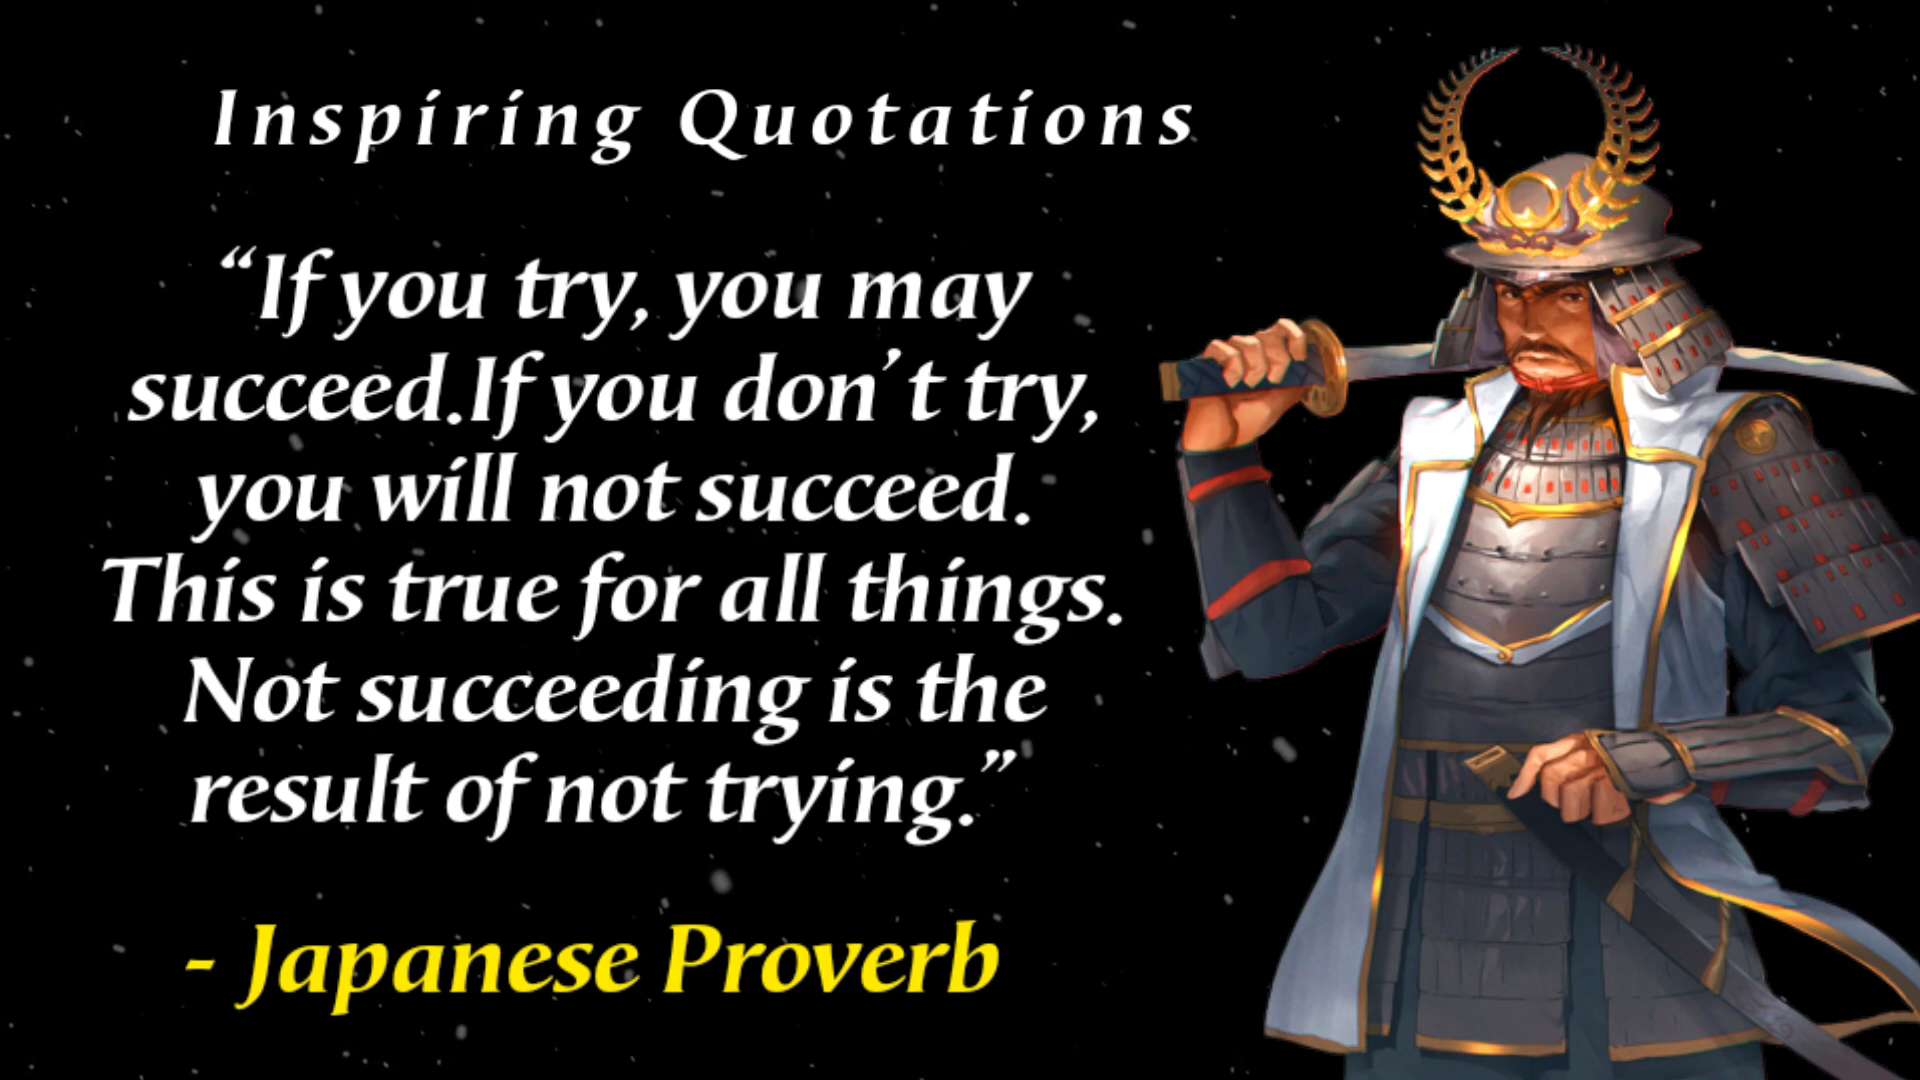 Inspiring Quotations
“If you try, you may
succeed.If you don’t try,
you will not succeed.
This is true for all things.
Not succeeding is the
result of not trying.”
- Japanese Proverb